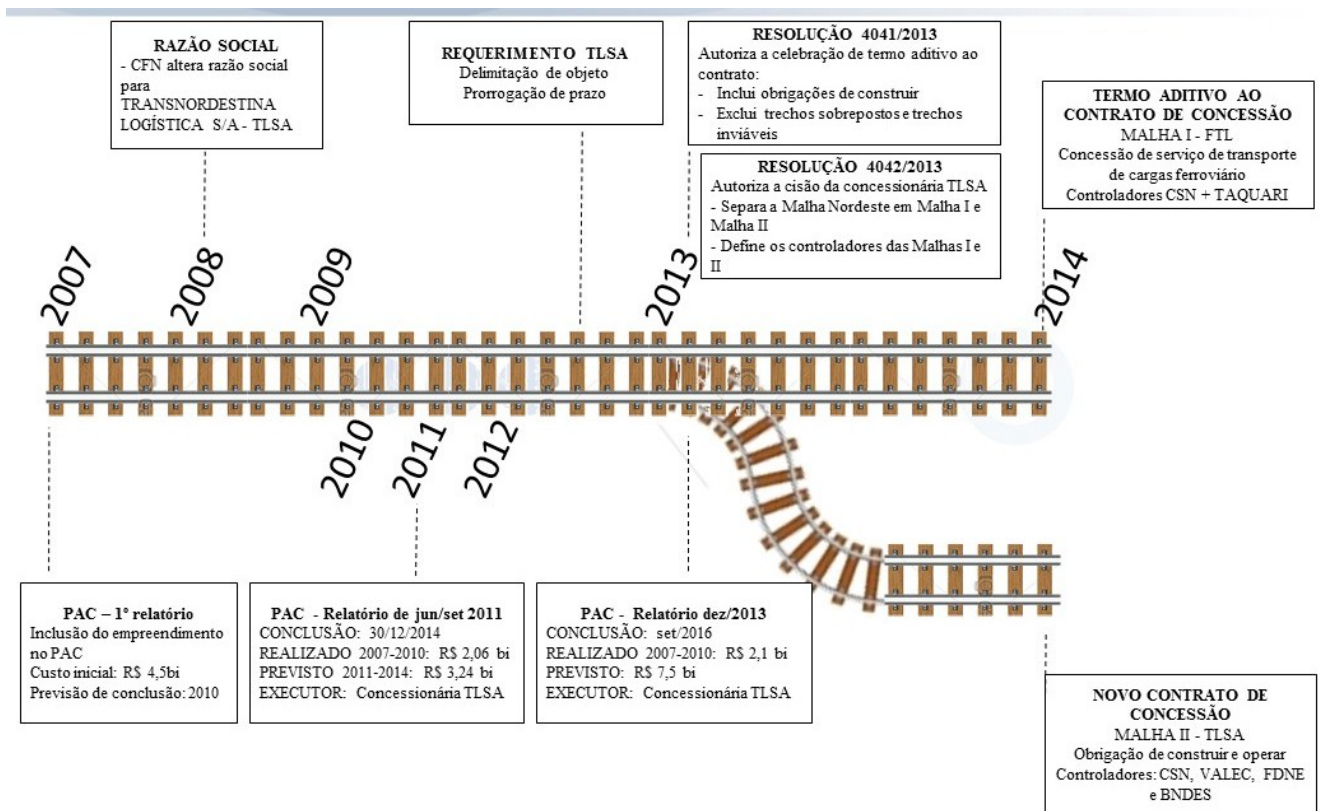 RAZÃO SOCIAL
- CFN altera razão social
para
TRANSNORDESTINA
LOGÍSTICA S/A - TLSA
REQUERIMENTO TLSA
Delimitação de objeto
Prorrogação de prazo
RESOLUÇÃO 4041/2013
Autoriza a celebração de termo aditivo ao
contrato:
- Inclui obrigações de construir
- Exclui trechos sobrepostos e trechos
inviáveis
RESOLUÇÃO 4042/2013
Autoriza a cisão da concessionária TLSA
- Separa a Malha Nordeste em Malha I e
Malha II
- Define os controladores das Malhas I e
II
TERMO ADITIVO AO
CONTRATO DE CONCESSÃO
MALHA I - FTL
Concessão de serviço de transporte
de cargas ferroviário
Controladores CSN + TAQUARI
2007
2008
2009
2013
2014
2010
2011
2012
PAC – 1º relatório
Inclusão do empreendimento
no PAC
Custo inicial: R$ 4,5bi
Previsão de conclusão: 2010
PAC - Relatório de jun/set 2011
CONCLUSÃO: 30/12/2014
REALIZADO 2007-2010: R$ 2,06 bi
PREVISTO 2011-2014: R$ 3,24 bi
EXECUTOR: Concessionária TLSA
PAC - Relatório dez/2013
CONCLUSÃO: set/2016
REALIZADO 2007-2010: R$ 2,1 bi
PREVISTO: R$ 7,5 bi
EXECUTOR: Concessionária TLSA
NOVO CONTRATO DE
CONCESSÃO
MALHA II - TLSA
Obrigação de construir e operar
Controladores: CSN, VALEC, FDNE
e BNDES